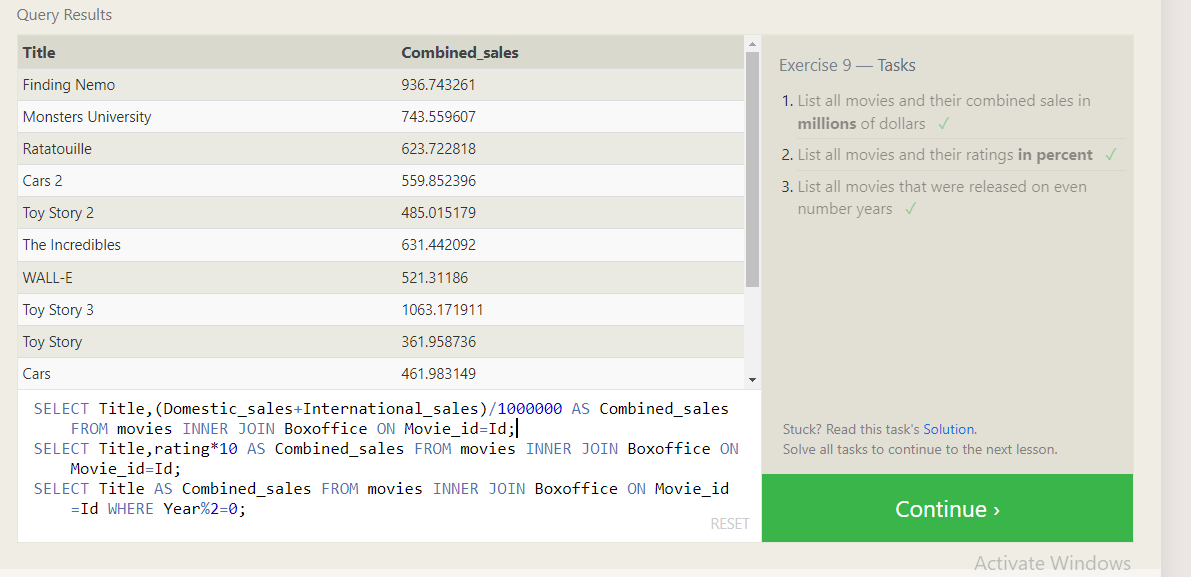 Query Results
Title Combined_sales
Finding Nemo 936.743261
Monsters University 743.559607
Ratatouille 623.722818
Cars 2 559.852396
Toy Story 2 485.015179
The Incredibles 631.442092
WALL-E 521.31186
Toy Story 3 1063.171911
Toy Story 361.958736
Cars 461.983149
SELECT Title,(Domestic_sales+International_sales)/1000000 AS Combined_sales
FROM movies INNER JOIN Boxoffice ON Movie_id=Id;
SELECT Title,rating*10 AS Combined_sales FROM movies INNER JOIN Boxoffice ON
Movie_id=Id;
SELECT Title AS Combined_sales FROM movies INNER JOIN Boxoffice ON Movie_id
=Id WHERE Year%2=0;
RESET
Exercise 9 — Tasks
1. List all movies and their combined sales in
millions of dollars ✓
2. List all movies and their ratings in percent ✓
3. List all movies that were released on even
number years ✓
Stuck? Read this task's Solution.
Solve all tasks to continue to the next lesson.
Continue ›
Activate Windows